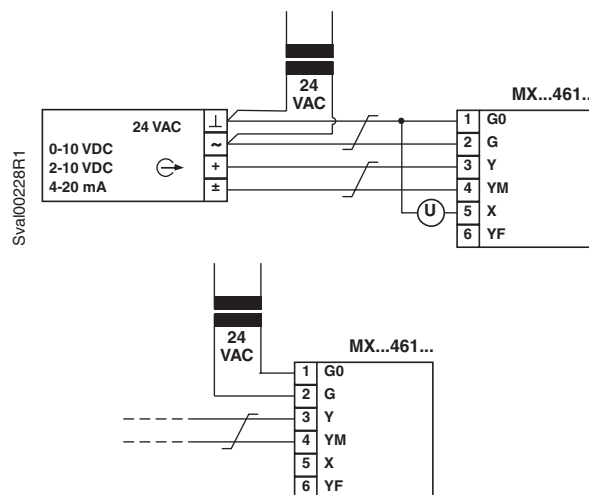 24
VAC
MX...461...
24 VAC
0-10 VDC
2-10 VDC
4-20 mA
⊥
~
+
±
1 G0
2 G
3 Y
4 YM
5 X
6 YF
U
Sval00228R1
24
VAC
MX...461...
1 G0
2 G
3 Y
4 YM
5 X
6 YF